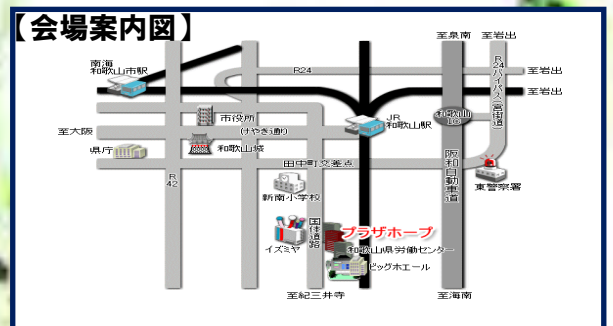 【会場案内図】
至泉南
至岩出
南海
和歌山市駅
R24
至岩出
R24バイパス(宮街道)
至岩出
市役所
和歌山
IC
JR
和歌山駅
至大阪
(けやき通り)
県庁
和歌山城
田中町交差点
阪和自動車道
R
42
新南小学校
東警察署
国体道路
プラザホープ
イズミヤ
和歌山県労働センター
ビッグホエール
至紀三井寺
至海南